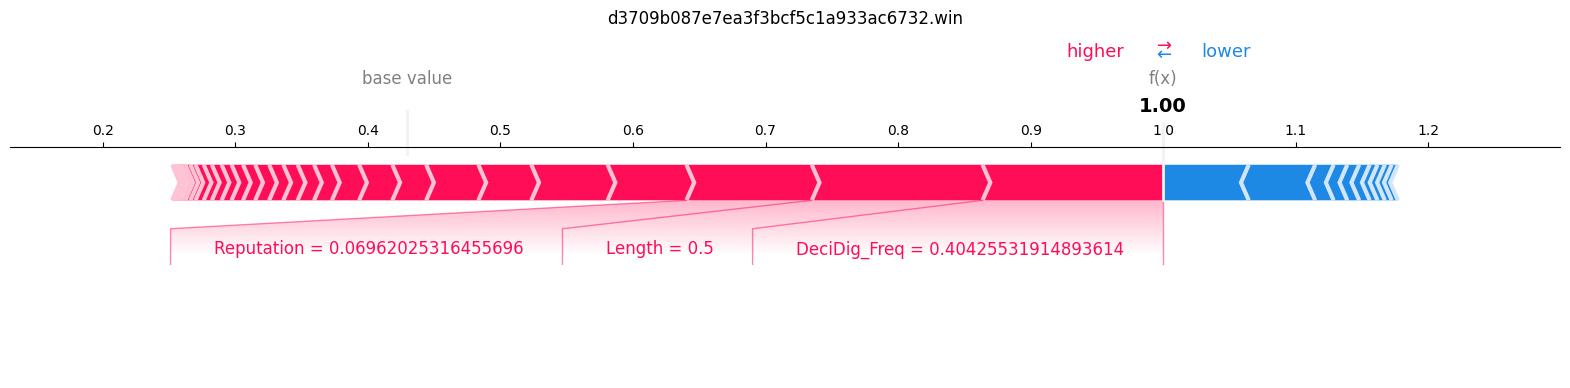 d3709b087e7ea3f3bcf5c1a933ac6732.win
higher ⇄ lower
base value f(x)
1.00
0.2 0.3 0.4 0.5 0.6 0.7 0.8 0.9 1.0 1.1 1.2
Reputation = 0.06962025316455696 Length = 0.5 DeciDig_Freq = 0.40425531914893614